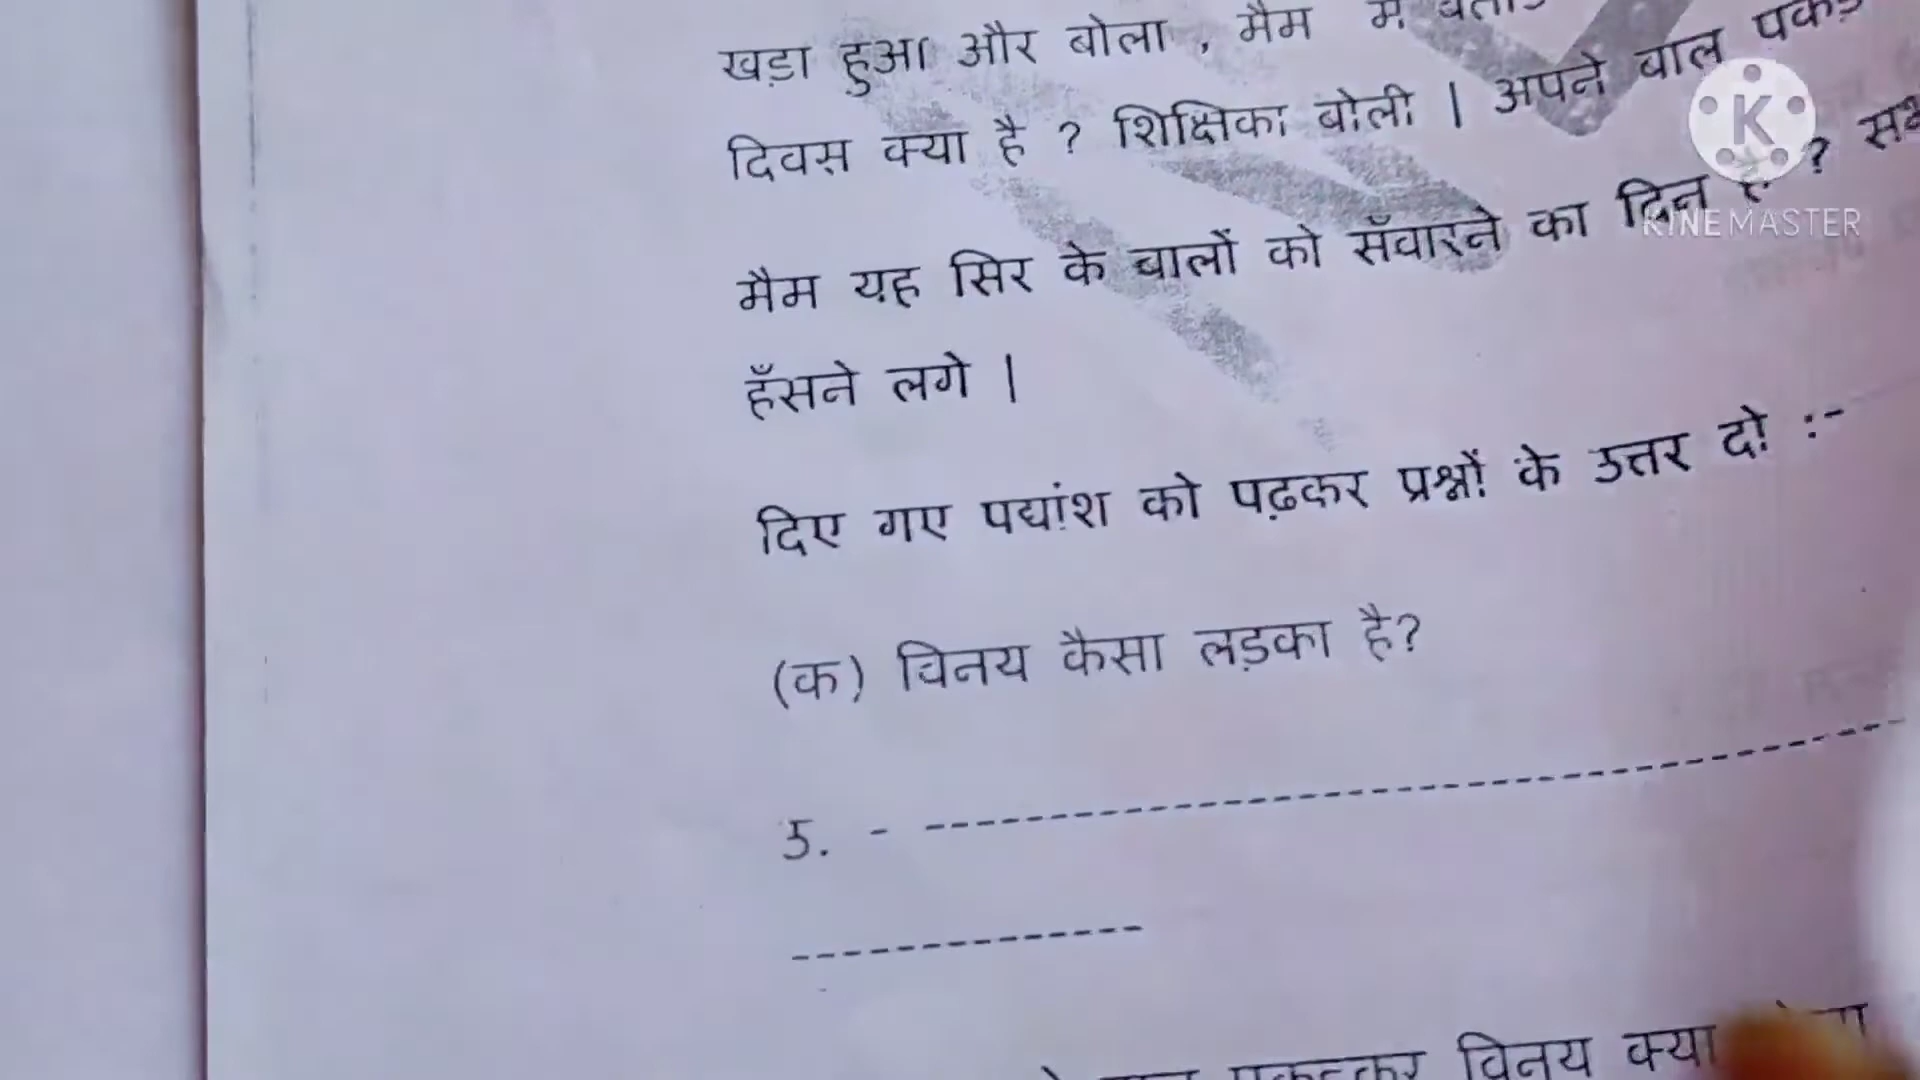 खड़ा हुआ और बोला , मैम में
दिवस क्या है ? शिक्षिका बोली | अपने बाल
मैम यह सिर के बालों को सँवारने का दिन है ?
हँसने लगे |
दिए गए पद्यांश को पढ़कर प्रश्नों के उत्तर दो :-
(क) विनय कैसा लड़का है?
उ. -
विनय क्या
K
KINEMASTER